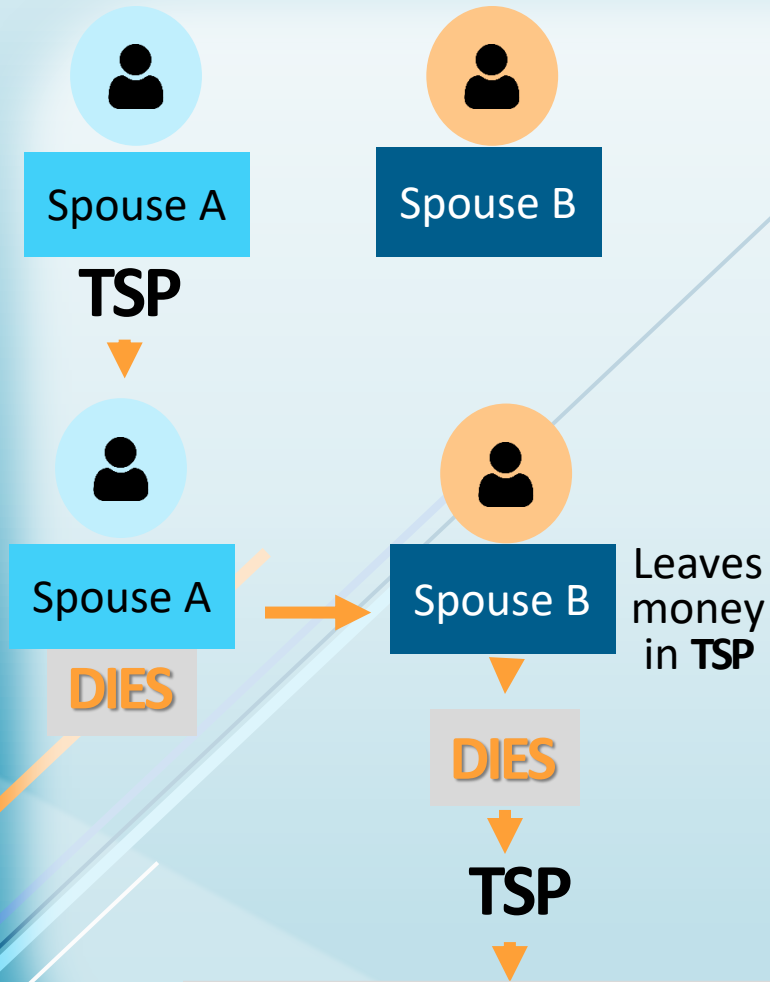 Spouse A
Spouse B
TSP
Spouse A
Spouse B
Leaves
money
in TSP
DIES
DIES
TSP